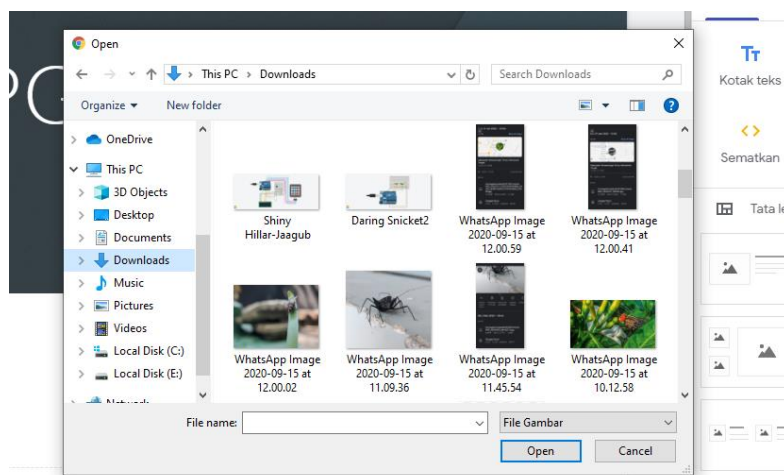 Open
This PC > Downloads
Search Downloads
Organize
New folder
OneDrive
This PC
3D Objects
Desktop
Documents
Downloads
Music
Pictures
Videos
Local Disk (C:)
Local Disk (E:)
Shiny
Hillar-Jaagub
Daring Snicket2
WhatsApp Image
2020-09-15 at
12.00.59
WhatsApp Image
2020-09-15 at
12.00.41
WhatsApp Image
2020-09-15 at
12.00.02
WhatsApp Image
2020-09-15 at
11.09.36
WhatsApp Image
2020-09-15 at
11.45.54
WhatsApp Image
2020-09-15 at
10.12.58
File name:
File Gambar
Open
Cancel
Tт
Kotak teks
Sematkan
Tata